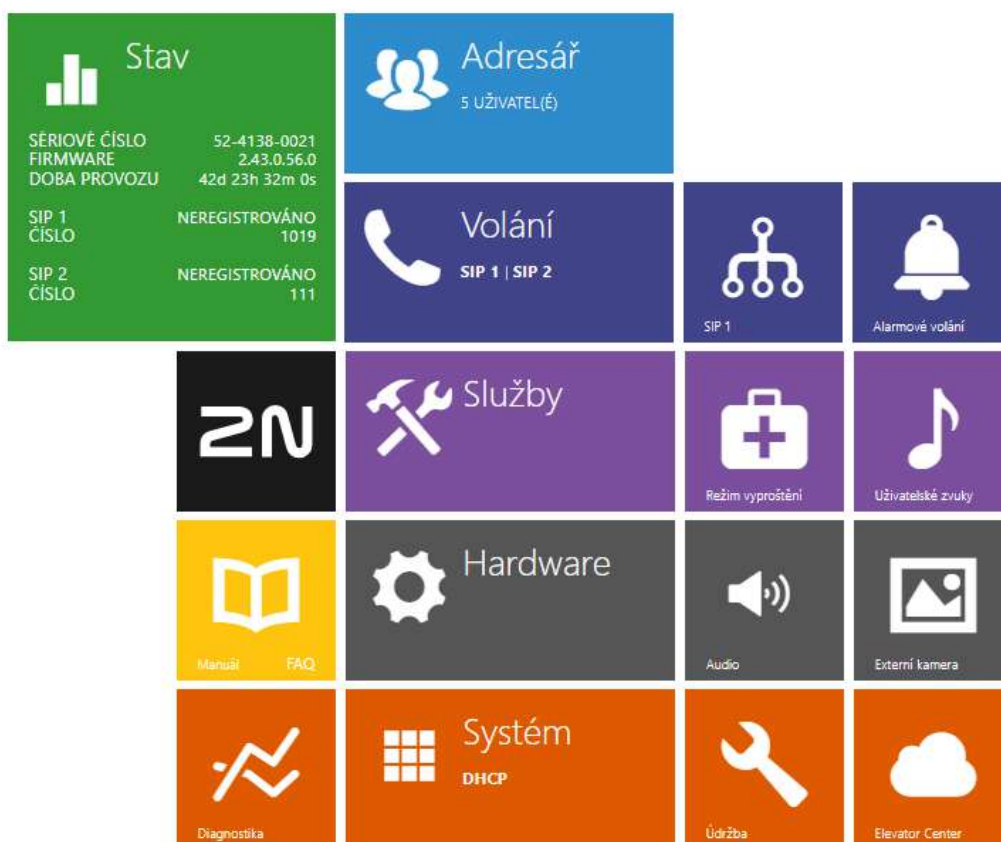 Stav
SÉRIOVÉ ČÍSLO 52-4138-0021
FIRMWARE 2.43.0.56.0
DOBA PROVOZU 42d 23h 32m 0s
SIP 1 NEREGISTROVÁNO
ČÍSLO 1019
SIP 2 NEREGISTROVÁNO
ČÍSLO 111
Adresář
5 UŽIVATEL(É)
Volání
SIP 1 | SIP 2
SIP 1
Alarmové volání
2N
Služby
Režim vyproštění
Uživatelské zvuky
Manuál FAQ
Hardware
Audio
Externí kamera
Diagnostika
Systém
DHCP
Údržba
Elevator Center